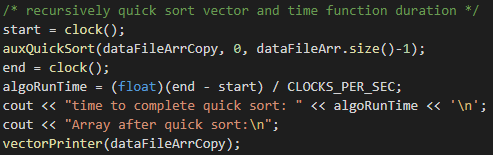 /* recursively quick sort vector and time function duration */
start = clock();
auxQuickSort(dataFileArrCopy, 0, dataFileArr.size()-1);
end = clock();
algoRunTime = (float)(end - start) / CLOCKS_PER_SEC;
cout << "time to complete quick sort: " << algoRunTime << '\n';
cout << "Array after quick sort:\n";
vectorPrinter(dataFileArrCopy);